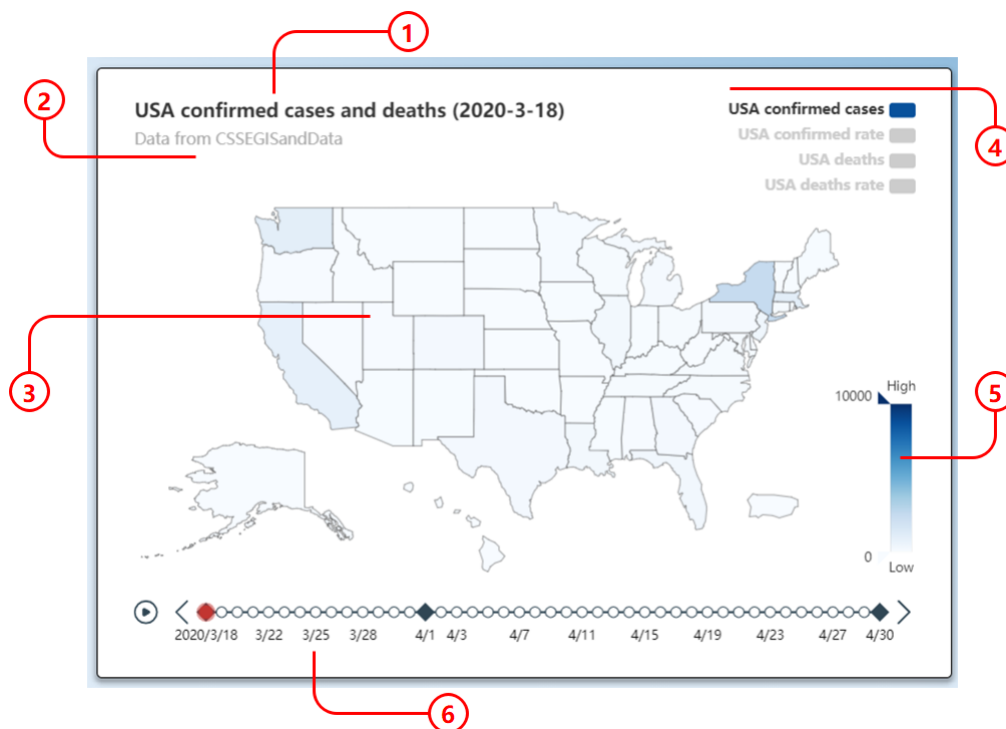 1
2
USA confirmed cases and deaths (2020-3-18)
Data from CSSEGISandData
USA confirmed cases
USA confirmed rate
USA deaths
USA deaths rate
4
3
High
10000
5
0
Low
2020/3/18 3/22 3/25 3/28 4/1 4/3 4/7 4/11 4/15 4/19 4/23 4/27 4/30
6